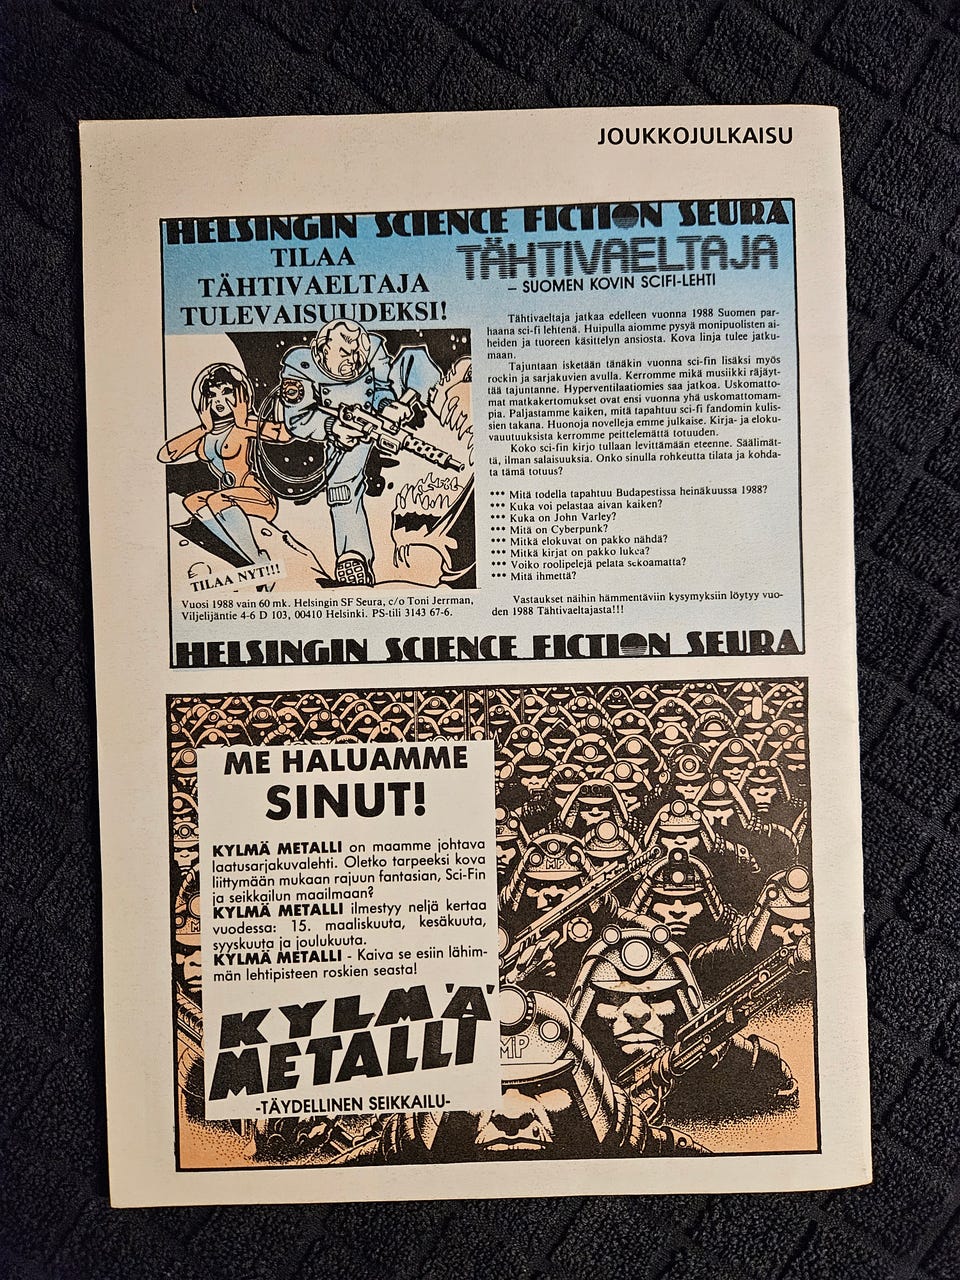 JOUKKOJULKAISU
HELSINGIN SCIENCE FICTION SEURA
TILAA
TÄHTIVAELTAJA
TULEVAISUUDEKSI!
TILAA NYT!!!
Vuosi 1988 vain 60 mk. Helsingin SF Seura, c/o Toni Jerrman,
Viljelijäntie 4-6 D 103, 00410 Helsinki. PS-tili 3143 67-6.
TÄHTIVAELTAJA
– SUOMEN KOVIN SCIFI-LEHTI
Tähtivaeltaja jatkaa edelleen vuonna 1988 Suomen par-
haana sci-fi lehtenä. Huipulla aiomme pysyä monipuolisten ai-
heiden ja tuoreen käsittelyn ansiosta. Kova linja tulee jatku-
maan.
Tajuntaan isketään tänäkin vuonna sci-fin lisäksi myös
rockin ja sarjakuvien avulla. Kerromme mikä musiikki räjäyt-
tää tajuntanne. Hyperventilaatiomies saa jatkoa. Uskomatto-
mat matkakertomukset ovat ensi vuonna yhä uskomattomam-
pia. Paljastamme kaiken, mitä tapahtuu sci-fi fandomin kulis-
sien takana. Huonoja novelleja emme julkaise. Kirja- ja eloku-
vauutuuksista kerromme peittelemättä totuuden.
Koko sci-fin kirjo tullaan levittämään eteenne. Säälimät-
tä, ilman salaisuuksia. Onko sinulla rohkeutta tilata ja kohda-
ta tämä totuus?
••• Mitä todella tapahtuu Budapestissa heinäkuussa 1988?
••• Kuka voi pelastaa aivan kaiken?
••• Kuka on John Varley?
••• Mitä on Cyberpunk?
••• Mitkä elokuvat on pakko nähdä?
••• Mitkä kirjat on pakko lukea?
••• Voiko roolipelejä pelata sekoamatta?
••• Mitä ihmettä?
Vastaukset näihin hämmentäviin kysymyksiin löytyy vuo-
den 1988 Tähtivaeltajasta!!!
HELSINGIN SCIENCE FICTION SEURA
ME HALUAMME
SINUT!
KYLMÄ METALLI on maamme johtava
laatusarjakuvalehti. Oletko tarpeeksi kova
liittymään mukaan rajuun fantasian, Sci-Fin
ja seikkailun maailmaan?
KYLMÄ METALLI ilmestyy neljä kertaa
vuodessa: 15. maaliskuuta, kesäkuuta,
syyskuuta ja joulukuuta.
KYLMÄ METALLI - Kaiva se esiin lähim-
män lehtipisteen roskien seasta!
KYLMÄ
METALLI
-TÄYDELLINEN SEIKKAILU-
MP
MP